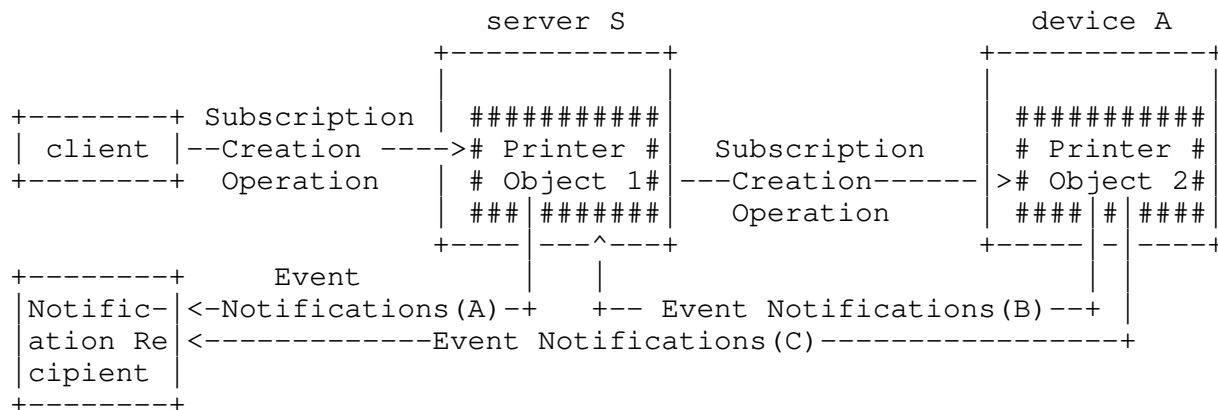 server S device A
client Subscription Creation Operation
# Printer # Object 1#
Subscription Creation Operation
# Printer # Object 2#
Event Notifications(A)
Event Notifications(B)
Event Notifications(C)
Notific-
ation Re
cipient